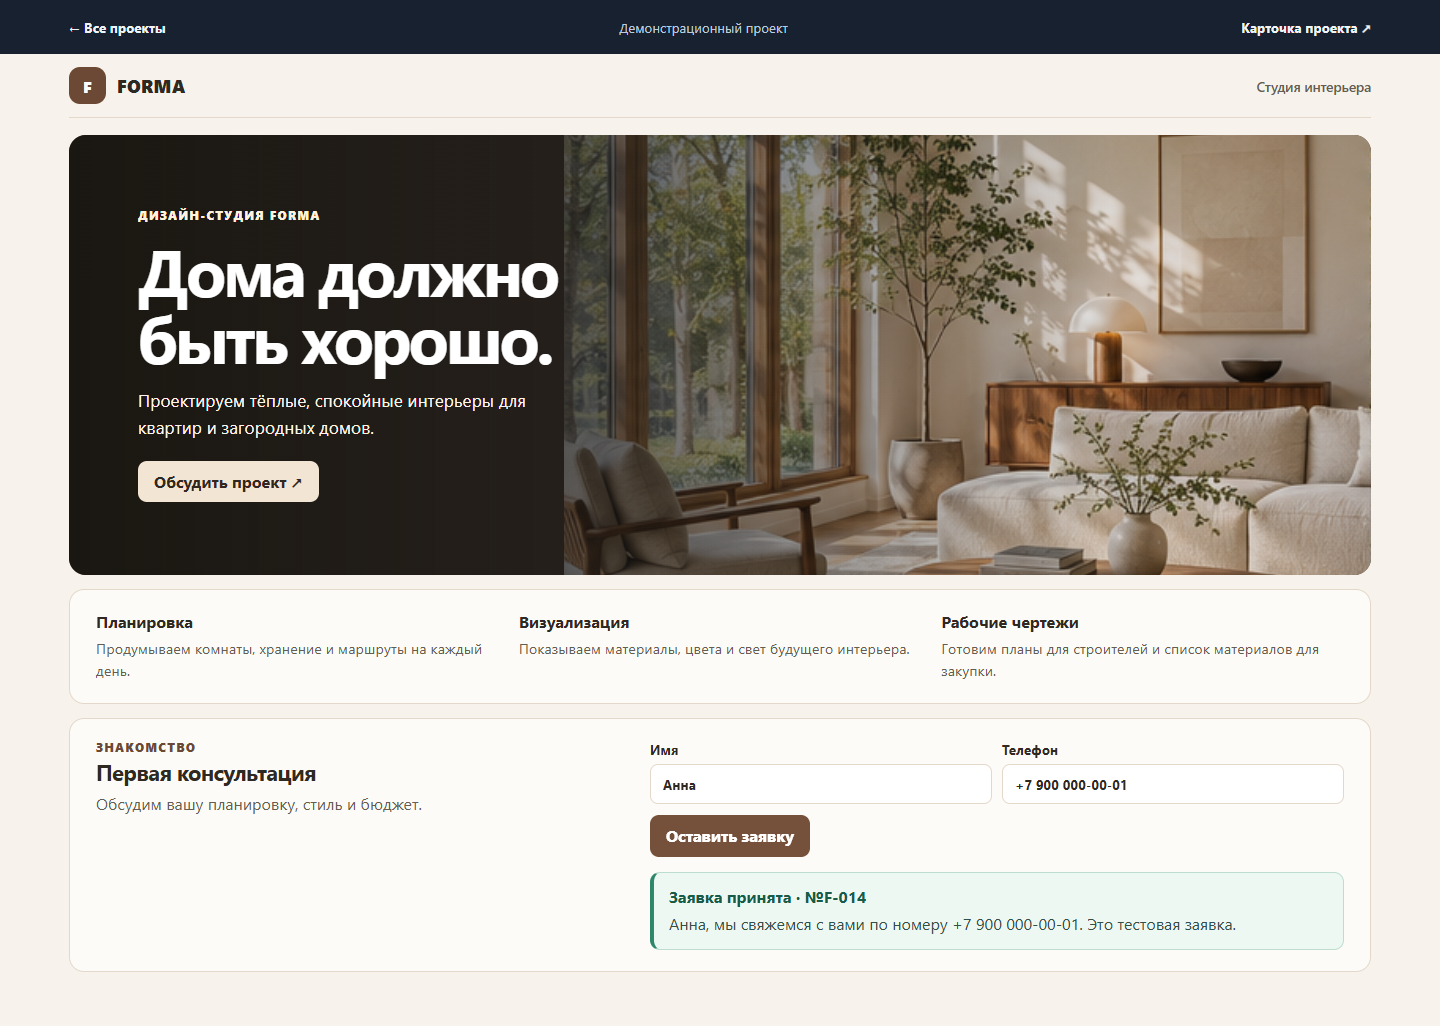 ← Все проекты
Демонстрационный проект
Карточка проекта ↗
F FORMA
Студия интерьера
ДИЗАЙН-СТУДИЯ FORMA
Дома должно
быть хорошо.
Проектируем тёплые, спокойные интерьеры для
квартир и загородных домов.
Обсудить проект ↗
Планировка
Продумываем комнаты, хранение и маршруты на каждый
день.
Визуализация
Показываем материалы, цвета и свет будущего интерьера.
Рабочие чертежи
Готовим планы для строителей и список материалов для
закупки.
ЗНАКОМСТВО
Первая консультация
Обсудим вашу планировку, стиль и бюджет.
Имя
Анна
Телефон
+7 900 000-00-01
Оставить заявку
Заявка принята · №F-014
Анна, мы свяжемся с вами по номеру +7 900 000-00-01. Это тестовая заявка.